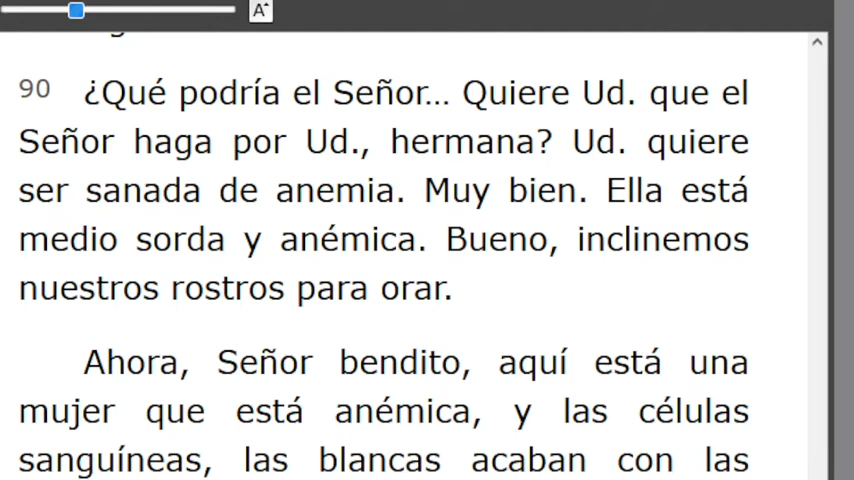 A
90 ¿Qué podría el Señor... Quiere Ud. que el
Señor haga por Ud., hermana? Ud. quiere
ser sanada de anemia. Muy bien. Ella está
medio sorda y anémica. Bueno, inclinemos
nuestros rostros para orar.
Ahora, Señor bendito, aquí está una
mujer que está anémica, y las células
sanguíneas, las blancas acaban con las